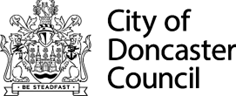 City of
Doncaster
Council
· BE STEADFAST ·